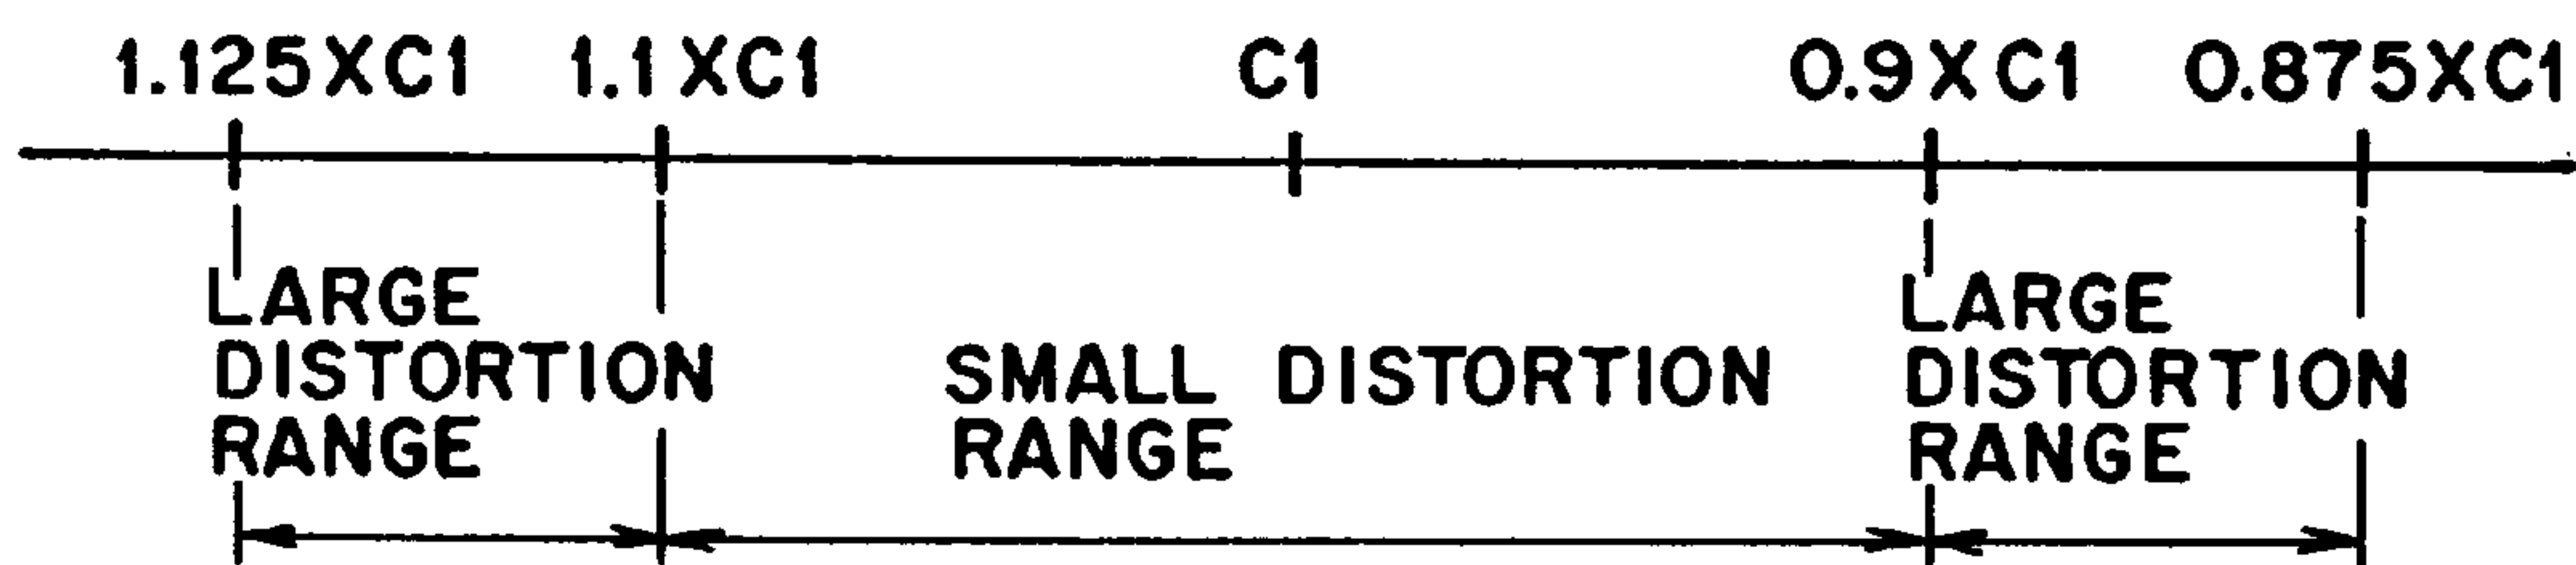 1.125XC1 1.1XC1 C1 0.9XC1 0.875XC1
LARGE DISTORTION RANGE
SMALL DISTORTION RANGE
LARGE DISTORTION RANGE